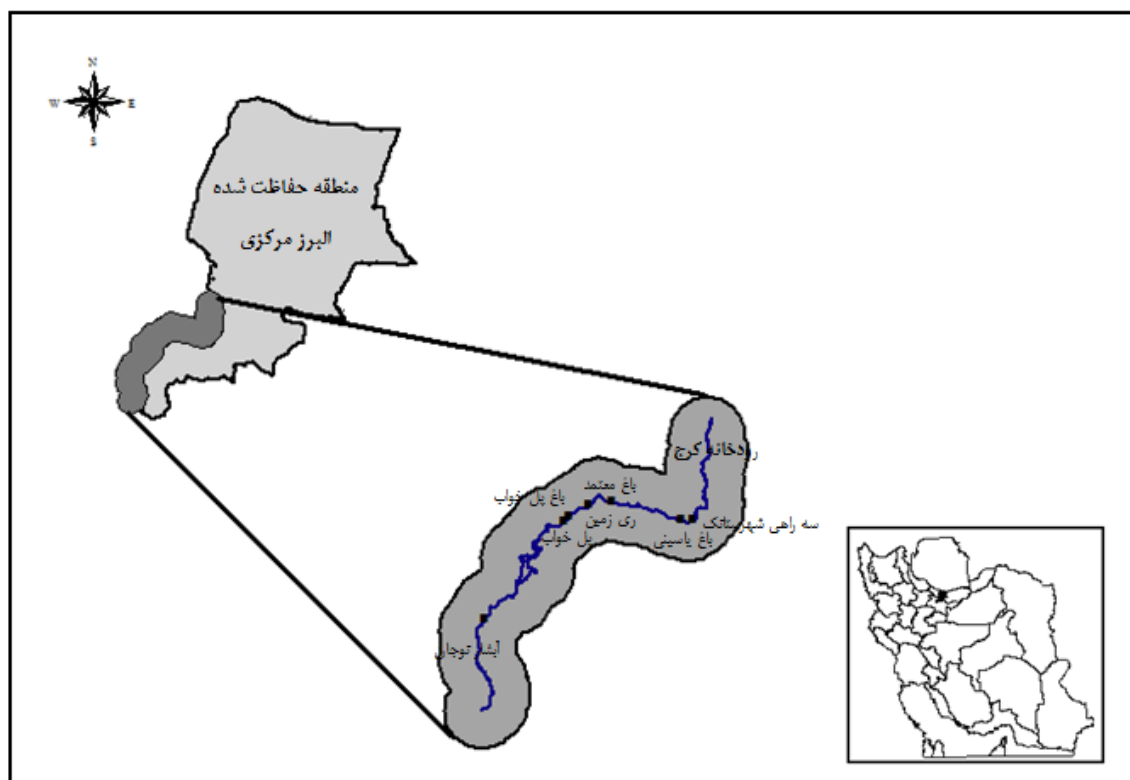 N
W E
S
منطقه حفاظت شده
البرز مرکزی
رودخانه کرج
باغ معتمد
باغ پل خواب
ری زمین
سه راهی شهرستانک
پل خواب
باغ یاسینی
آبشار توجان